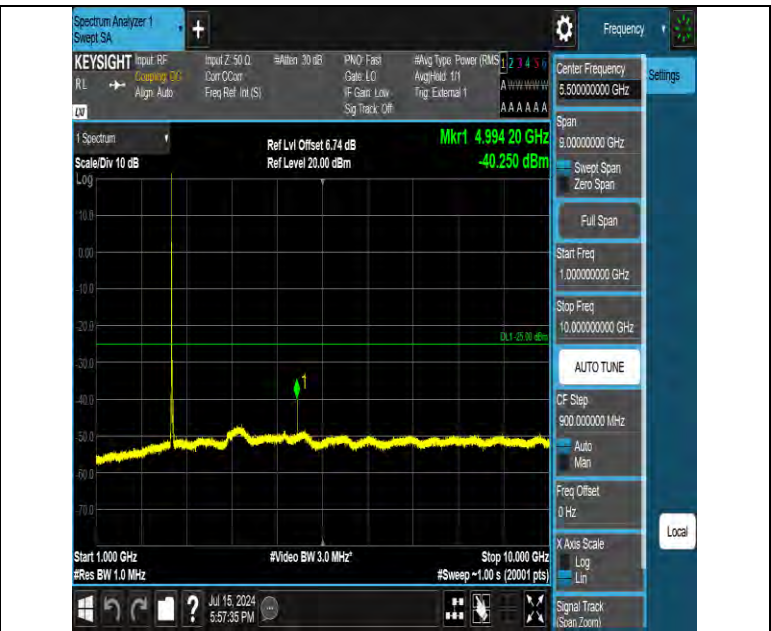 Spectrum Analyzer 1
Swept SA
+
Frequency
KEYSIGHT
RL
Input: RF
Coupling: DC
Align: Auto
Input Z: 50 Ω
Corr CCorr
Freq Ref: Int (S)
#Atten: 30 dB
PNO: Fast
Gate: LO
IF Gain: Low
Sig Track: Off
#Avg Type: Power (RMS)
Avg|Hold: 1/1
Trig: External 1
1 2 3 4 5 6
A W W W W W
A A A A A A
1 Spectrum
Scale/Div 10 dB
Ref Lvl Offset 6.74 dB
Ref Level 20.00 dBm
Mkr1 4.994 20 GHz
-40.250 dBm
Log
10.0
0.00
-10.0
-20.0
-30.0
-40.0
-50.0
-60.0
-70.0
DL1 -25.00 dBm
1
Start 1.000 GHz
#Res BW 1.0 MHz
#Video BW 3.0 MHz*
Stop 10.000 GHz
#Sweep ~1.00 s (20001 pts)
Center Frequency
5.500000000 GHz
Settings
Span
9.00000000 GHz
Swept Span
Zero Span
Full Span
Start Freq
1.000000000 GHz
Stop Freq
10.000000000 GHz
AUTO TUNE
CF Step
900.000000 MHz
Auto
Man
Freq Offset
0 Hz
X Axis Scale
Log
Lin
Local
Signal Track
(Span Zoom)
?
Jul 15, 2024
5:57:35 PM